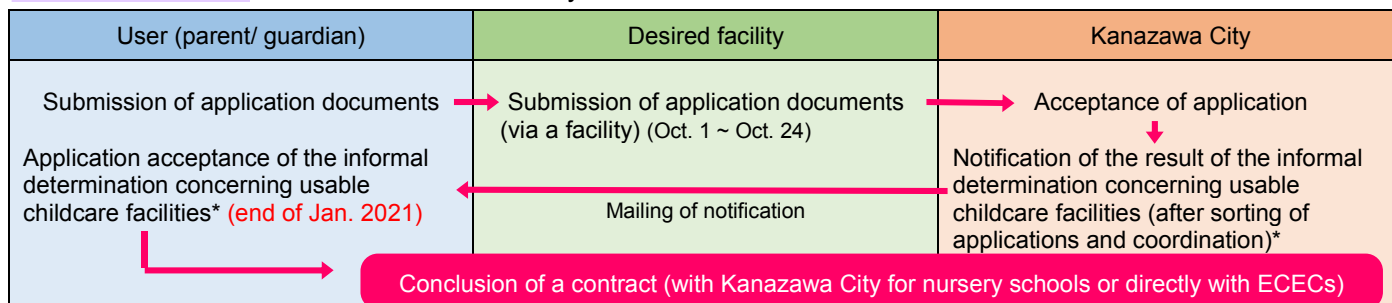 User (parent/ guardian)
Desired facility
Kanazawa City
Submission of application documents
Submission of application documents
(via a facility) (Oct. 1 ~ Oct. 24)
Acceptance of application
Application acceptance of the informal
determination concerning usable
childcare facilities* (end of Jan. 2021)
Mailing of notification
Notification of the result of the informal
determination concerning usable
childcare facilities (after sorting of
applications and coordination)*
Conclusion of a contract (with Kanazawa City for nursery schools or directly with ECECs)